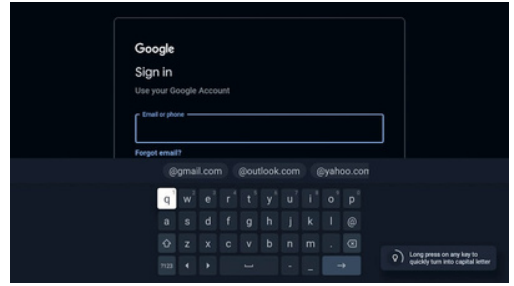 Google
Sign in
Use your Google Account
Email or phone
Forgot email?
@gmail.com @outlook.com @yahoo.con
q w e r t y u i o p
a s d f g h j k l @
z x c v b n m .
?123 - _
Long press on any key to
quickly turn into capital letter